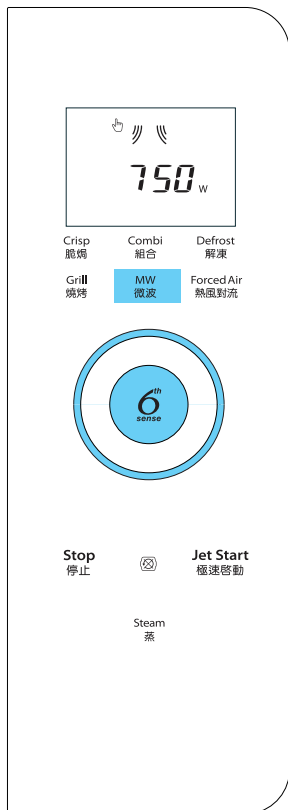 750 W
Crisp Combi Defrost
脆焗 組合 解凍
Grill MW Forced Air
燒烤 微波 熱風對流
6th
sense
Stop Jet Start
停止 極速啓動
Steam
蒸